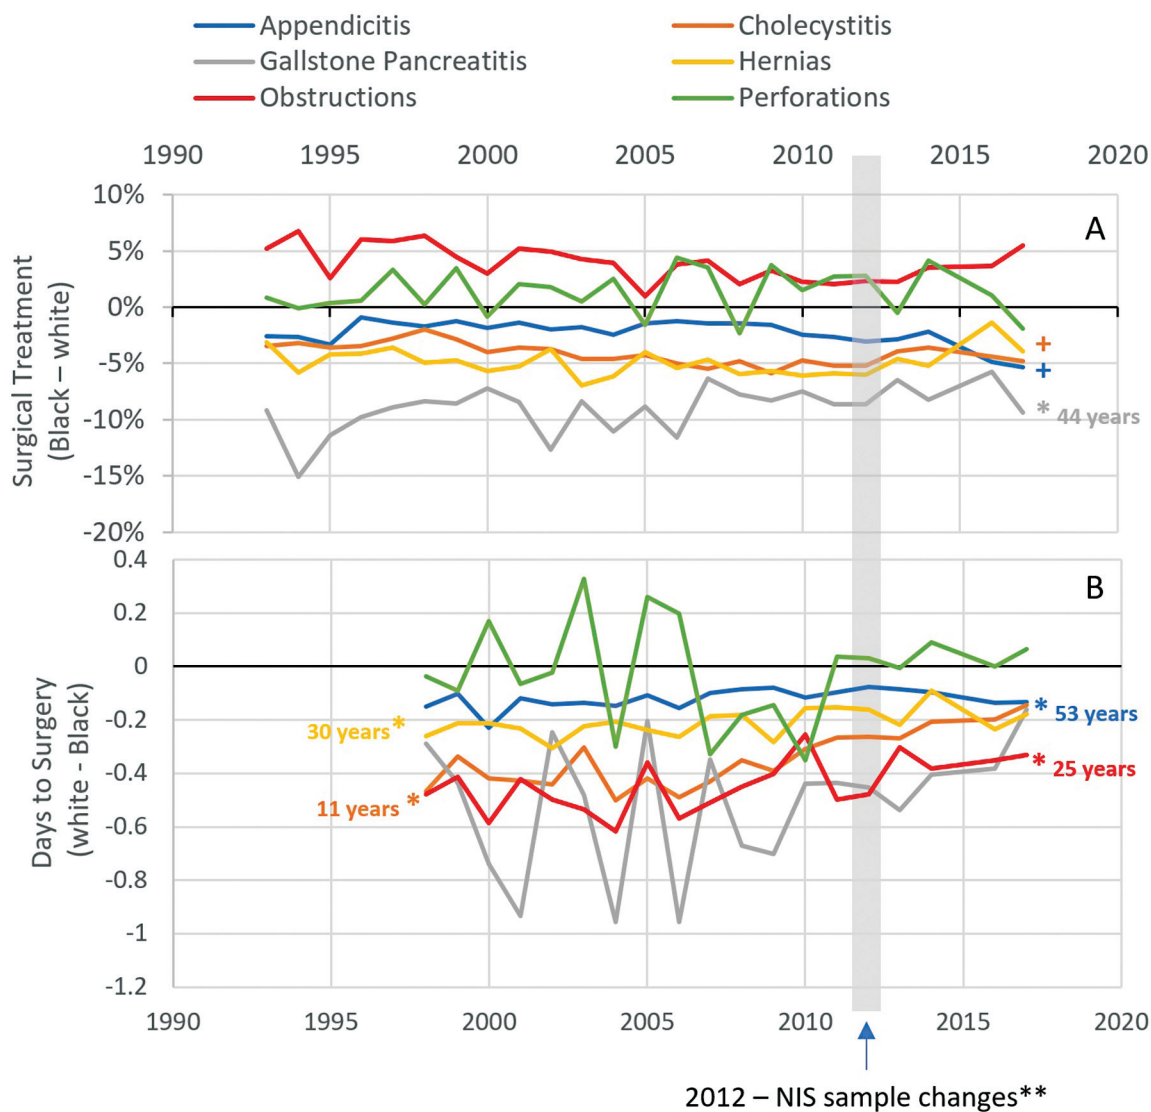 Appendicitis
Cholecystitis
Gallstone Pancreatitis
Hernias
Obstructions
Perforations
1990 1995 2000 2005 2010 2015 2020
A
10%
5%
0%
-5%
-10%
-15%
-20%
Surgical Treatment
(Black – white)
+
+
* 44 years
B
0.4
0.2
0
-0.2
-0.4
-0.6
-0.8
-1
-1.2
Days to Surgery
(white - Black)
30 years*
11 years *
* 53 years
* 25 years
1990 1995 2000 2005 2010 2015 2020
2012 – NIS sample changes**